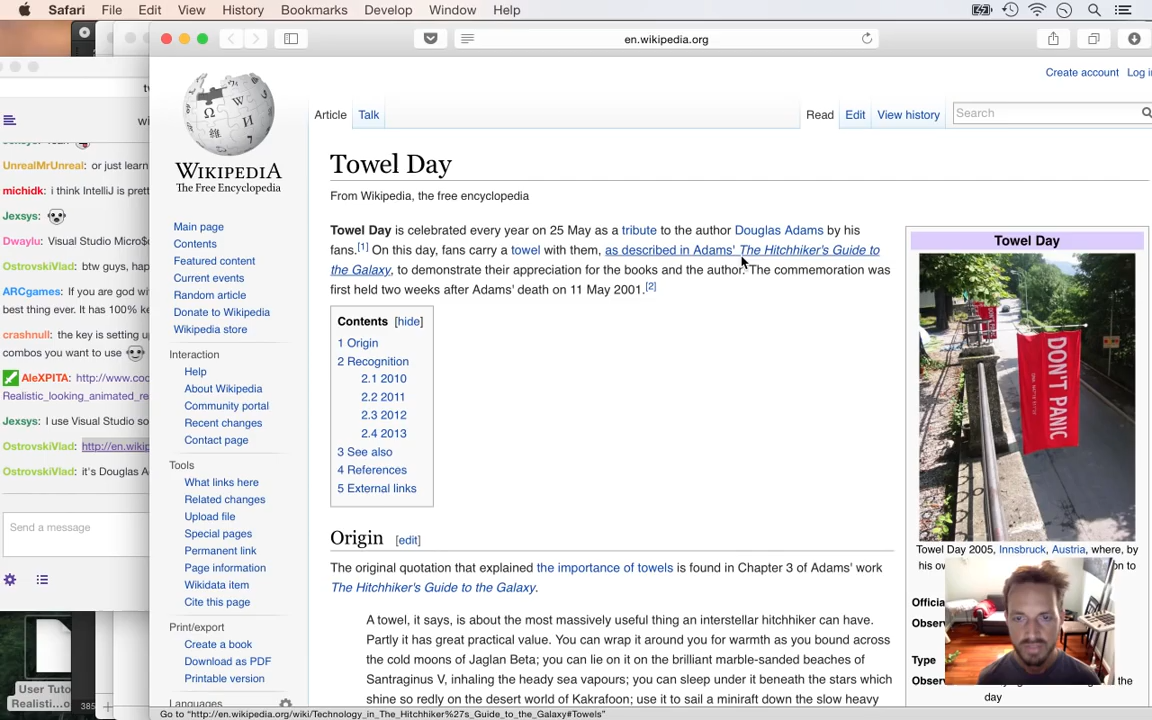 Safari File Edit View History Bookmarks Develop Window Help
en.wikipedia.org
Create account Log in
Article Talk Read Edit View history Search
WIKIPEDIA
The Free Encyclopedia
Main page
Contents
Featured content
Current events
Random article
Donate to Wikipedia
Wikipedia store
Interaction
Help
About Wikipedia
Community portal
Recent changes
Contact page
Tools
What links here
Related changes
Upload file
Special pages
Permanent link
Page information
Wikidata item
Cite this page
Print/export
Create a book
Download as PDF
Printable version
Languages
Towel Day
From Wikipedia, the free encyclopedia
Towel Day is celebrated every year on 25 May as a tribute to the author Douglas Adams by his
fans.[1] On this day, fans carry a towel with them, as described in Adams' The Hitchhiker's Guide to
the Galaxy, to demonstrate their appreciation for the books and the author. The commemoration was
first held two weeks after Adams' death on 11 May 2001.[2]
Contents [hide]
1 Origin
2 Recognition
2.1 2010
2.2 2011
2.3 2012
2.4 2013
3 See also
4 References
5 External links
Origin [edit]
The original quotation that explained the importance of towels is found in Chapter 3 of Adams' work
The Hitchhiker's Guide to the Galaxy.
A towel, it says, is about the most massively useful thing an interstellar hitchhiker can have.
Partly it has great practical value. You can wrap it around you for warmth as you bound across
the cold moons of Jaglan Beta; you can lie on it on the brilliant marble-sanded beaches of
Santraginus V, inhaling the heady sea vapours; you can sleep under it beneath the stars which
shine so redly on the desert world of Kakrafoon; use it to sail a miniraft down the slow heavy
Towel Day
DON'T PANIC
Towel Day 2005, Innsbruck, Austria, where, by
his
Type
the
day
UnrealMrUnreal: or just learn
michidk: i think IntelliJ is pret
Jexsys:
Dwaylu: Visual Studio Micro$
OstrovskiVlad: btw guys, hap
ARCgames: If you are god wi
best thing ever. It has 100% k
crashnull: the key is setting u
combos you want to use
AleXPITA: http://www.coo
Realistic_looking_animated_re
Jexsys: I use Visual Studio so
OstrovskiVlad: http://en.wikip
OstrovskiVlad: it's Douglas A
Send a message
User Tuto
Realisti...o
385
Go to "http://en.wikipedia.org/wiki/Technology_in_The_Hitchhiker%27s_Guide_to_the_Galaxy#Towels"